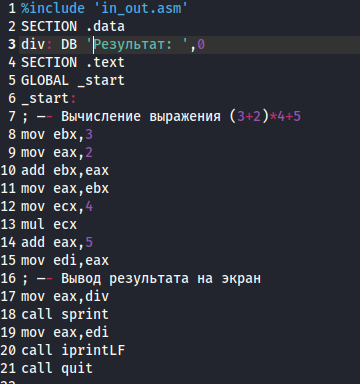 1 %include 'in_out.asm'
2 SECTION .data
3 div: DB 'Результат: ',0
4 SECTION .text
5 GLOBAL _start
6 _start:
7 ; —- Вычисление выражения (3+2)*4+5
8 mov ebx,3
9 mov eax,2
10 add ebx,eax
11 mov eax,ebx
12 mov ecx,4
13 mul ecx
14 add eax,5
15 mov edi,eax
16 ; —- Вывод результата на экран
17 mov eax,div
18 call sprint
19 mov eax,edi
20 call iprintLF
21 call quit